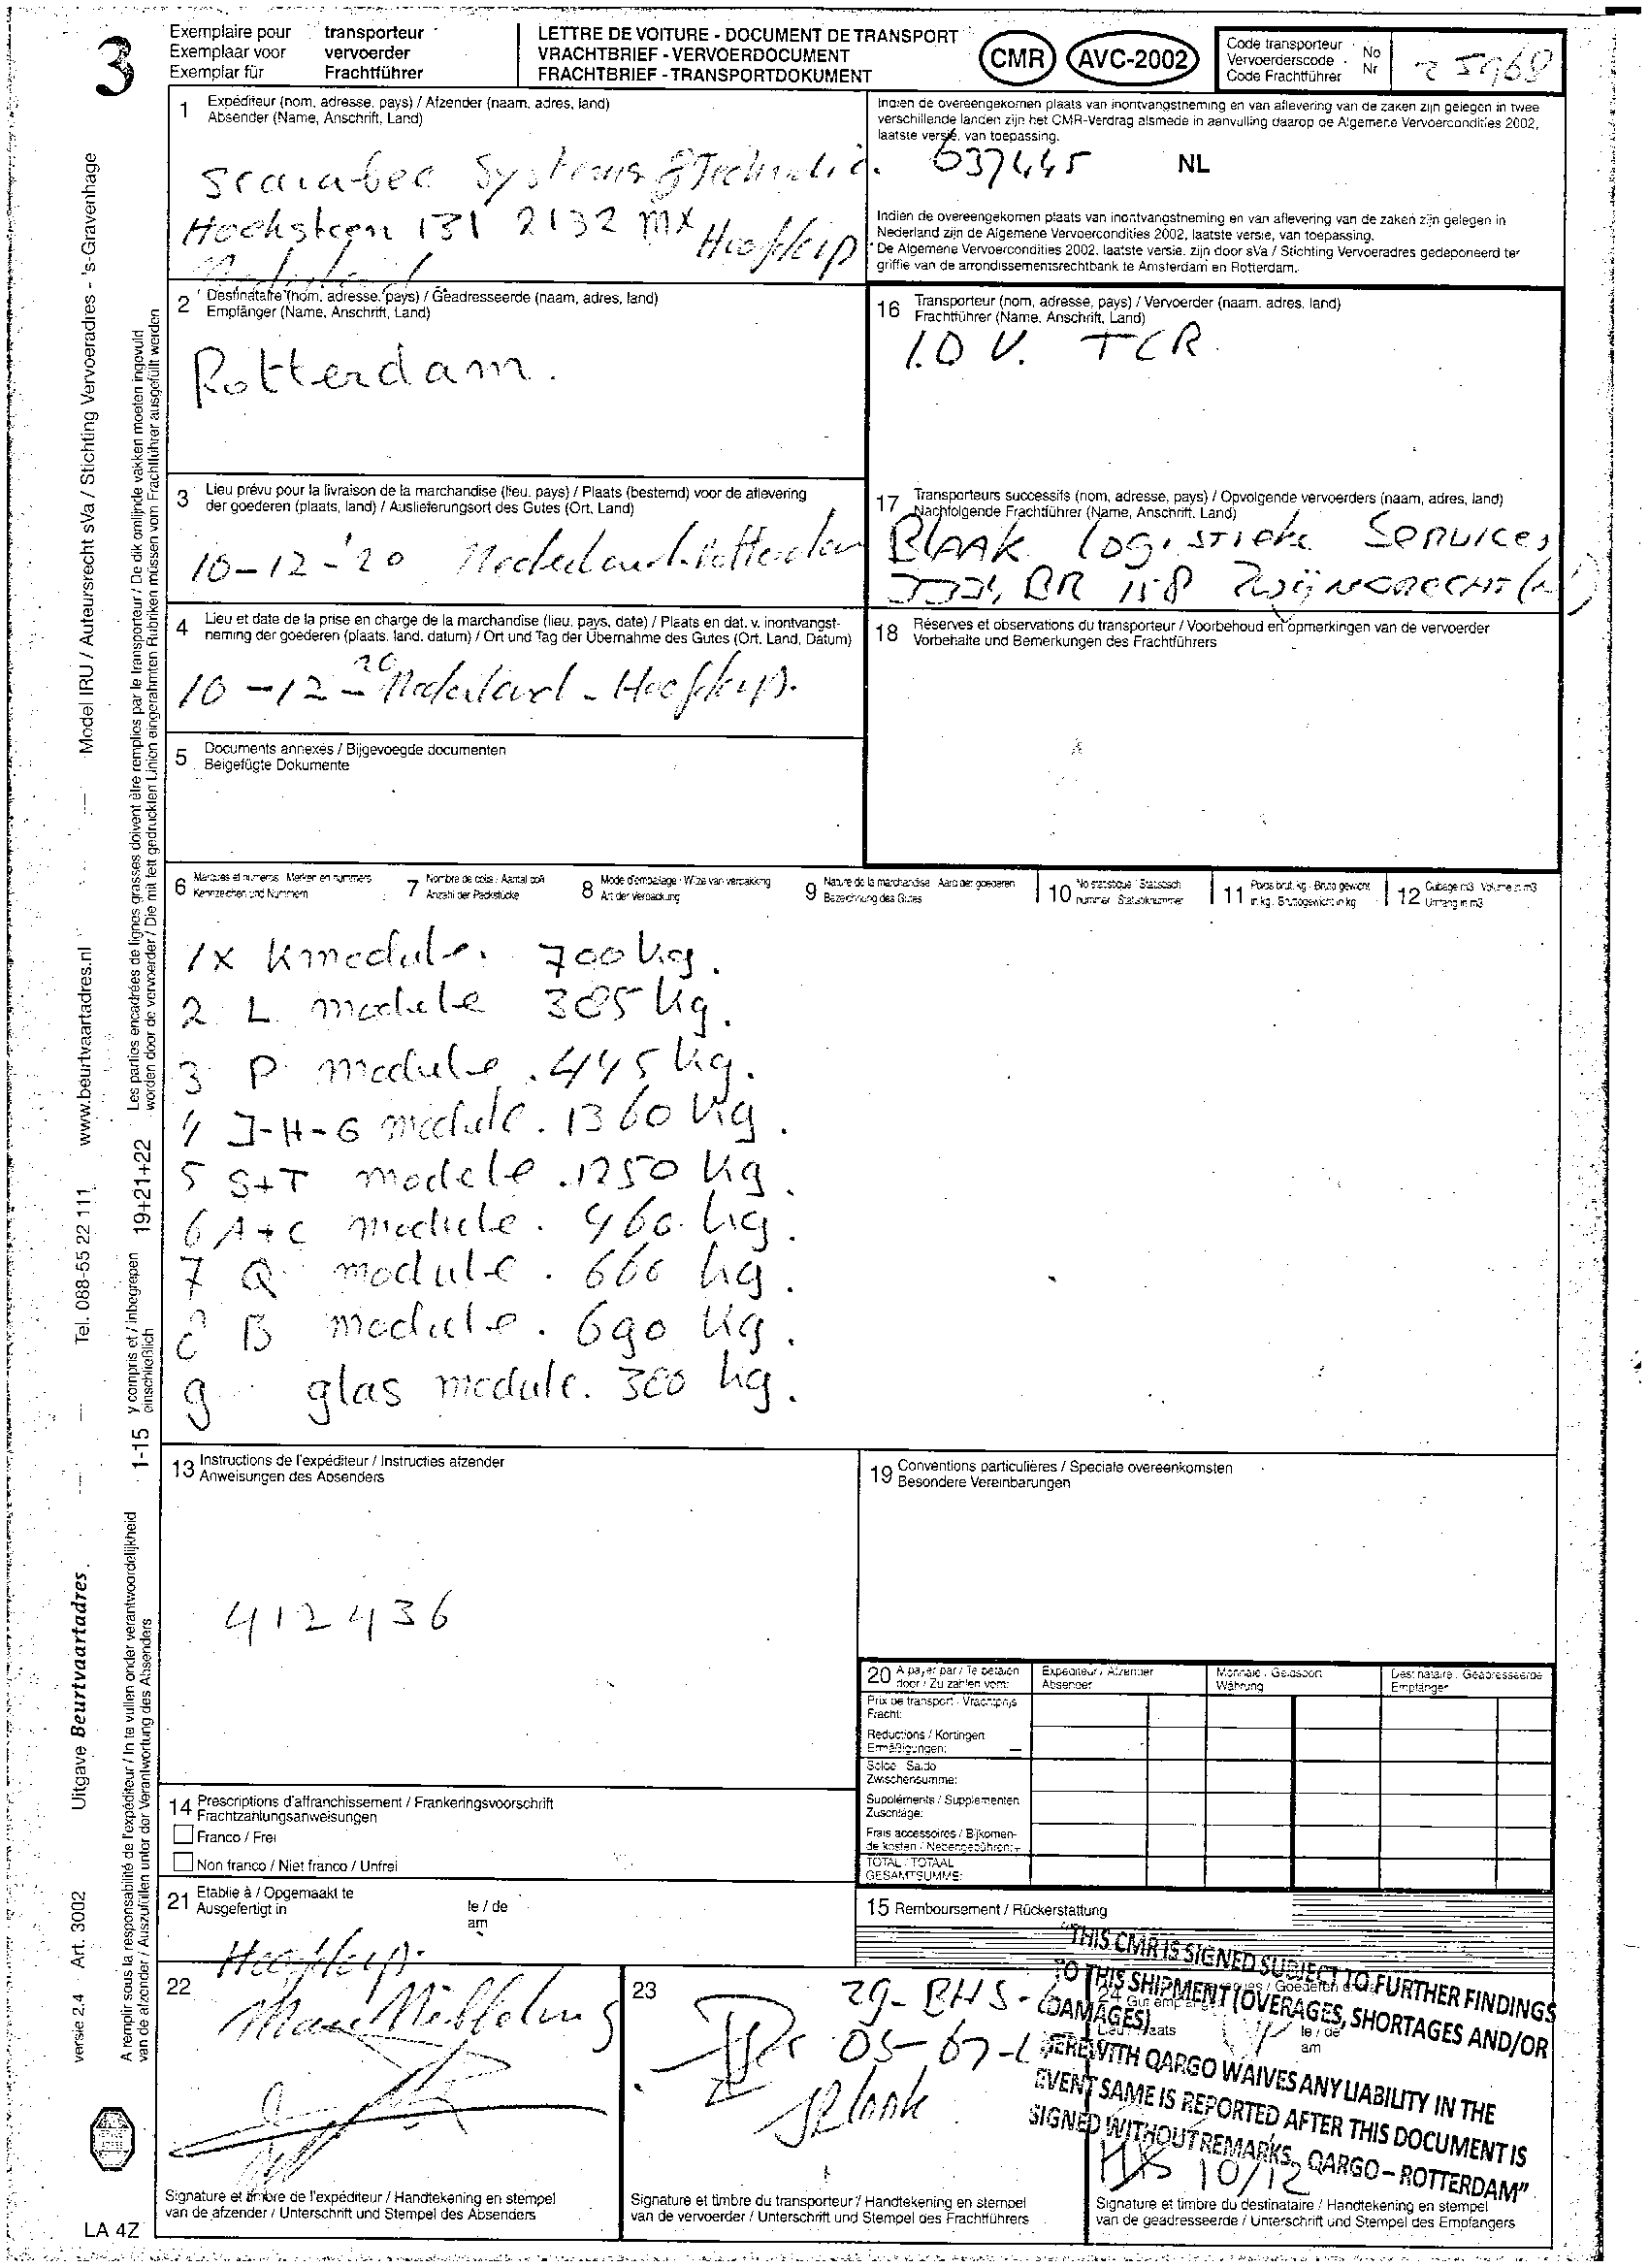 3
Exemplaire pour transporteur
Exemplaar voor vervoerder
Exemplar für Frachtführer
LETTRE DE VOITURE - DOCUMENT DE TRANSPORT
VRACHTBRIEF - VERVOERDOCUMENT
FRACHTBRIEF - TRANSPORTDOKUMENT
CMR
AVC-2002
Code transporteur
Vervoerderscode
Code Frachtführer
No
Nr
1 Expéditeur (nom, adresse, pays) / Afzender (naam, adres, land)
Absender (Name, Anschrift, Land)
Scarabee Systems & Technolic.
Hoeksteen 131 2132 MX Hoofdorp
Indien de overeengekomen plaats van inontvangstneming en van aflevering van de zaken zijn gelegen in twee
verschillende landen zijn het CMR-Verdrag alsmede in aanvulling daarop de Algemene Vervoercondities 2002,
laatste versie, van toepassing.
037445 NL
Indien de overeengekomen plaats van inontvangstneming en van aflevering van de zaken zijn gelegen in
Nederland zijn de Algemene Vervoercondities 2002, laatste versie, van toepassing.
De Algemene Vervoercondities 2002, laatste versie, zijn door sVa / Stichting Vervoeradres gedeponeerd ter
griffie van de arrondissementsrechtbank te Amsterdam en Rotterdam.
2 Destinataire (nom, adresse, pays) / Geadresseerde (naam, adres, land)
Empfänger (Name, Anschrift, Land)
Rotterdam.
16 Transporteur (nom, adresse, pays) / Vervoerder (naam, adres, land)
Frachtführer (Name, Anschrift, Land)
I.O V. TCR.
3 Lieu prévu pour la livraison de la marchandise (lieu, pays) / Plaats (bestemd) voor de aflevering
der goederen (plaats, land) / Auslieferungsort des Gutes (Ort, Land)
10-12-'20 Nederland-Rotterdam
17 Transporteurs successifs (nom, adresse, pays) / Opvolgende vervoerders (naam, adres, land)
Nachfolgende Frachtführer (Name, Anschrift, Land)
Blaak Logistieke Services
BR 158 Zwijndrecht
4 Lieu et date de la prise en charge de la marchandise (lieu, pays, date) / Plaats en dat. v. inontvangst-
neming der goederen (plaats, land, datum) / Ort und Tag der Übernahme des Gutes (Ort, Land, Datum)
10-12-20 Nederland - Hoofdorp.
18 Réserves et observations du transporteur / Voorbehoud en opmerkingen van de vervoerder
Vorbehalte und Bemerkungen des Frachtführers
5 Documents annexés / Bijgevoegde documenten
Beigefügte Dokumente
6 Marques et numéros · Merken en nummers
Kennzeichen und Nummern
7 Nombre de colis · Aantal colli
Anzahl der Packstücke
8 Mode d'emballage · Wijze van verpakking
Art der Verpackung
9 Nature de la marchandise · Aard der goederen
Bezeichnung des Gutes
10 No statistique · Statistisch
nummer · Statistiknummer
11 Poids brut, kg · Bruto gewicht
in kg · Bruttogewicht in kg
12 Cubage m3 · Volume in m3
Umfang in m3
1x K module. 700 kg.
2 L module 385 kg.
3 P module. 445 kg.
4 J-H-G module. 1360 kg.
5 S+T module. 1250 kg.
6 A+C module. 460 kg.
7 Q module. 660 kg.
8 B module. 690 kg.
9 glas module. 300 kg.
13 Instructions de l'expéditeur / Instructies afzender
Anweisungen des Absenders
412436
19 Conventions particulières / Speciale overeenkomsten
Besondere Vereinbarungen
20 A payer par / Te betalen
door / Zu zahlen vom:
Expéditeur / Afzender
Absender
Monnaie · Geldsoort
Währung
Destinataire · Geadresseerde
Empfänger
Prix de transport · Vrachtprijs
Fracht:
Réductions / Kortingen
Ermäßigungen: —
Solde · Saldo
Zwischensumme:
Suppléments / Supplementen
Zuschläge:
Frais accessoires / Bijkomen-
de kosten / Nebengebühren: +
TOTAL / TOTAAL
GESAMTSUMME:
14 Prescriptions d'affranchissement / Frankeringsvoorschrift
Frachtzahlungsanweisungen
Franco / Frei
Non franco / Niet franco / Unfrei
21 Etablie à / Opgemaakt te
Ausgefertigt in
le / de
am
Hoofdorp.
15 Remboursement / Rückerstattung
22
23
29-BHS-
05-67-
Blaak
"THIS CMR IS SIGNED SUBJECT TO FURTHER FINDINGS
TO THIS SHIPMENT (OVERAGES, SHORTAGES AND/OR
DAMAGES)
HEREWITH QARGO WAIVES ANY LIABILITY IN THE
EVENT SAME IS REPORTED AFTER THIS DOCUMENT IS
SIGNED WITHOUT REMARKS, QARGO – ROTTERDAM"
10/12
Signature et timbre de l'expéditeur / Handtekening en stempel
van de afzender / Unterschrift und Stempel des Absenders
Signature et timbre du transporteur / Handtekening en stempel
van de vervoerder / Unterschrift und Stempel des Frachtführers
Signature et timbre du destinataire / Handtekening en stempel
van de geadresseerde / Unterschrift und Stempel des Empfangers
LA 4Z
versie 2.4 Art. 3002 Uitgave Beurtvaartadres Tel. 088-55 22 111 www.beurtvaartadres.nl Model IRU / Auteursrecht sVa / Stichting Vervoeradres - 's-Gravenhage
A remplir sous la responsabilité de l'expéditeur / In te vullen onder verantwoordelijkheid
van de afzender / Auszufüllen unter der Verantwortung des Absenders
1-15 y compris et / inbegrepen
einschließlich
19+21+22
Les parties encadrées de lignes grasses doivent être remplies par le transporteur / De dik omlijnde vakken moeten ingevuld
worden door de vervoerder / Die mit fett gedruckten Linien eingerahmten Rubriken müssen vom Frachtführer ausgefüllt werden